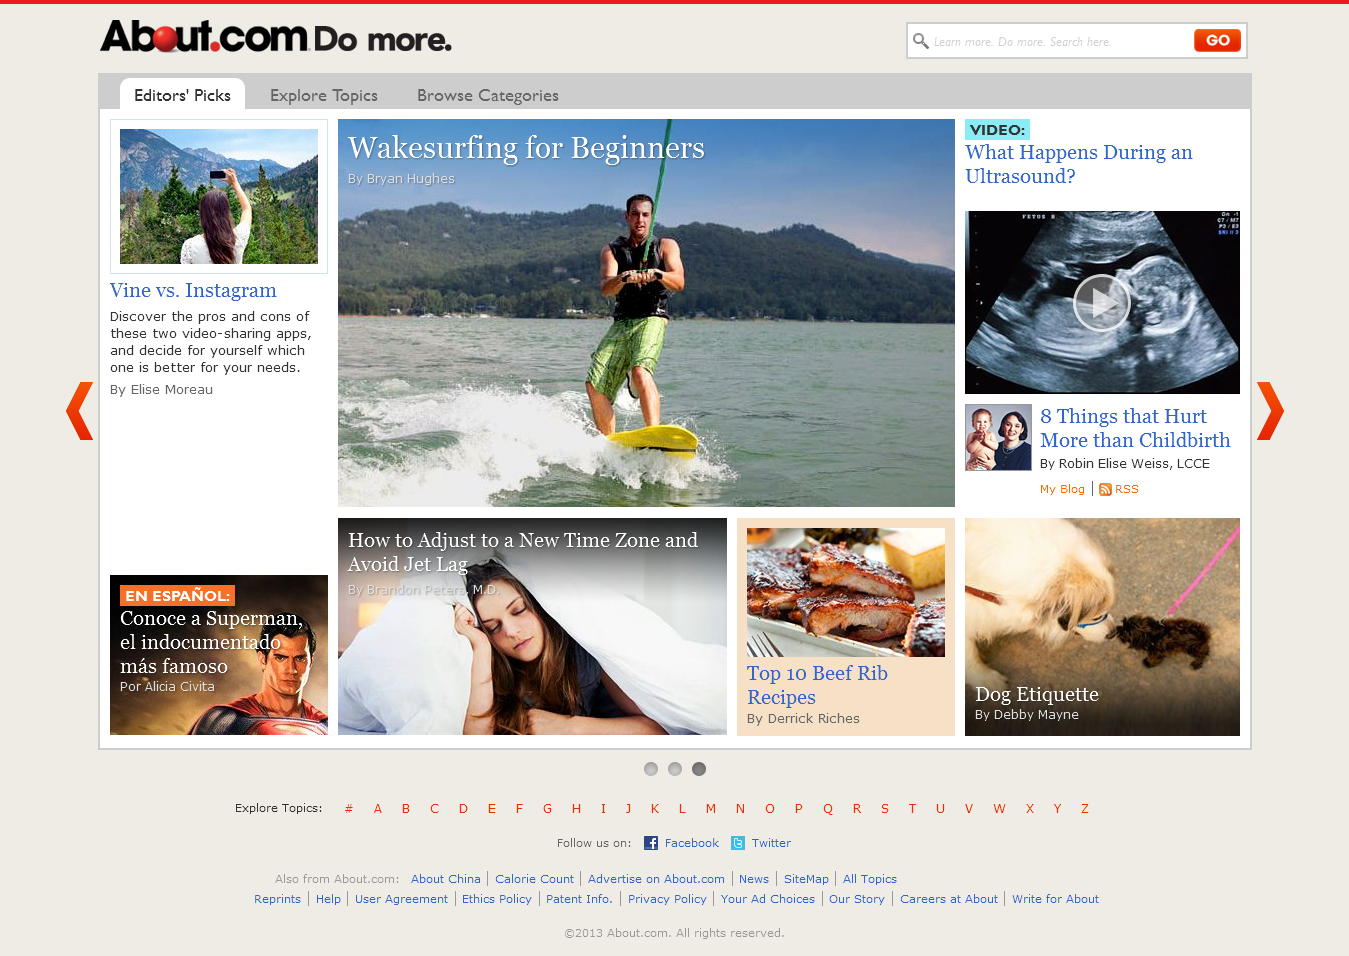 About.com Do more.
Learn more. Do more. Search here.
GO
Editors' Picks
Explore Topics
Browse Categories
Vine vs. Instagram
Discover the pros and cons of
these two video-sharing apps,
and decide for yourself which
one is better for your needs.
By Elise Moreau
EN ESPAÑOL:
Conoce a Superman,
el indocumentado
más famoso
Por Alicia Civita
Wakesurfing for Beginners
By Bryan Hughes
How to Adjust to a New Time Zone and
Avoid Jet Lag
By Brandon Peters, M.D.
Top 10 Beef Rib
Recipes
By Derrick Riches
VIDEO:
What Happens During an
Ultrasound?
FETUS B
8 Things that Hurt
More than Childbirth
By Robin Elise Weiss, LCCE
My Blog
RSS
Dog Etiquette
By Debby Mayne
Explore Topics: # A B C D E F G H I J K L M N O P Q R S T U V W X Y Z
Follow us on: Facebook Twitter
Also from About.com: About China Calorie Count Advertise on About.com News SiteMap All Topics
Reprints Help User Agreement Ethics Policy Patent Info. Privacy Policy Your Ad Choices Our Story Careers at About Write for About
©2013 About.com. All rights reserved.